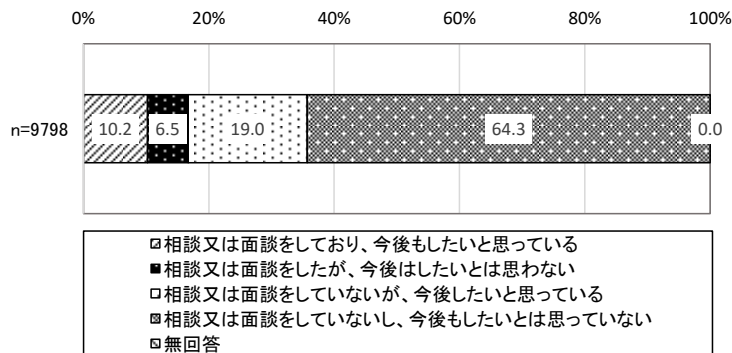 0% 20% 40% 60% 80% 100%
n=9798 10.2 6.5 19.0 64.3 0.0
相談又は面談をしており、今後もしたいと思っている
相談又は面談をしたが、今後はしたいとは思わない
相談又は面談をしていないが、今後したいと思っている
相談又は面談をしていないし、今後もしたいとは思っていない
無回答